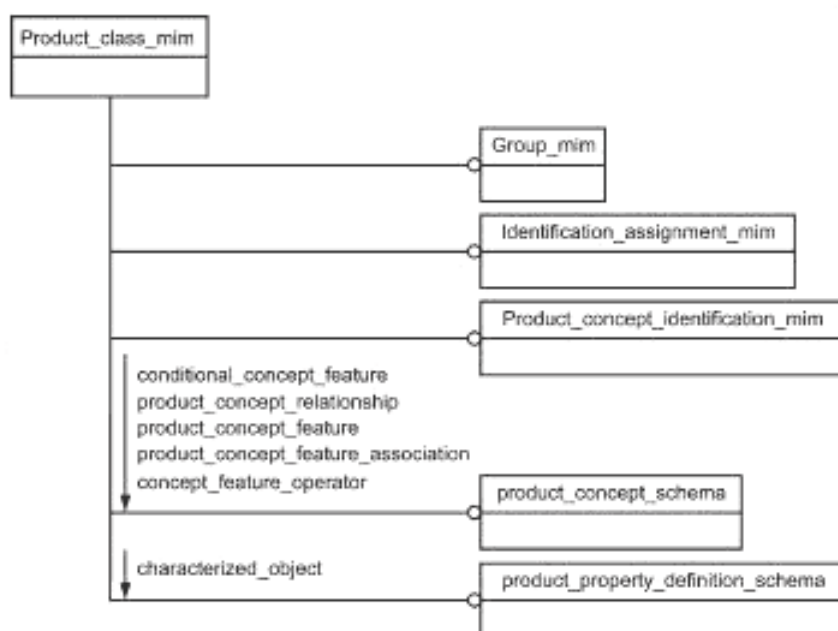 Product_class_mim
Group_mim
Identification_assignment_mim
Product_concept_identification_mim
conditional_concept_feature
product_concept_relationship
product_concept_feature
product_concept_feature_association
concept_feature_operator
product_concept_schema
characterized_object
product_property_definition_schema